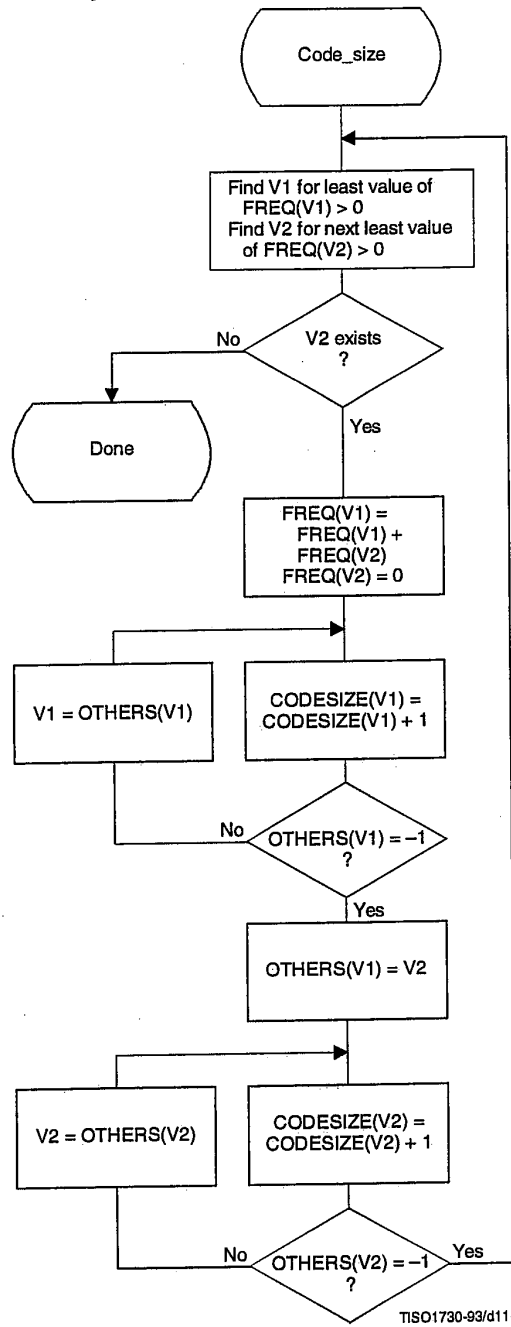 Code_size
Find V1 for least value of
FREQ(V1) > 0
Find V2 for next least value
of FREQ(V2) > 0
No
V2 exists
?
Done
Yes
FREQ(V1) =
FREQ(V1) +
FREQ(V2)
FREQ(V2) = 0
V1 = OTHERS(V1)
CODESIZE(V1) =
CODESIZE(V1) + 1
No
OTHERS(V1) = –1
?
Yes
OTHERS(V1) = V2
V2 = OTHERS(V2)
CODESIZE(V2) =
CODESIZE(V2) + 1
No
OTHERS(V2) = –1
?
Yes
TISO1730-93/d11